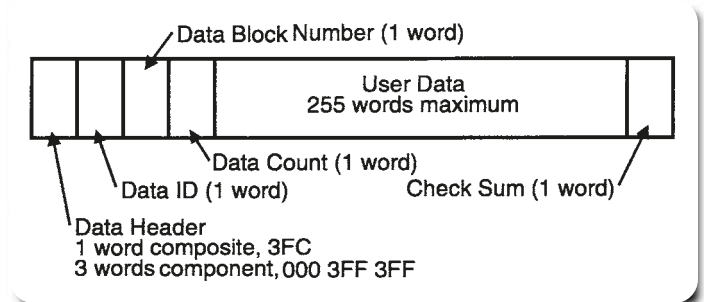 Data Block Number (1 word)
User Data
255 words maximum
Data Count (1 word)
Data ID (1 word)
Check Sum (1 word)
Data Header
1 word composite, 3FC
3 words component, 000 3FF 3FF